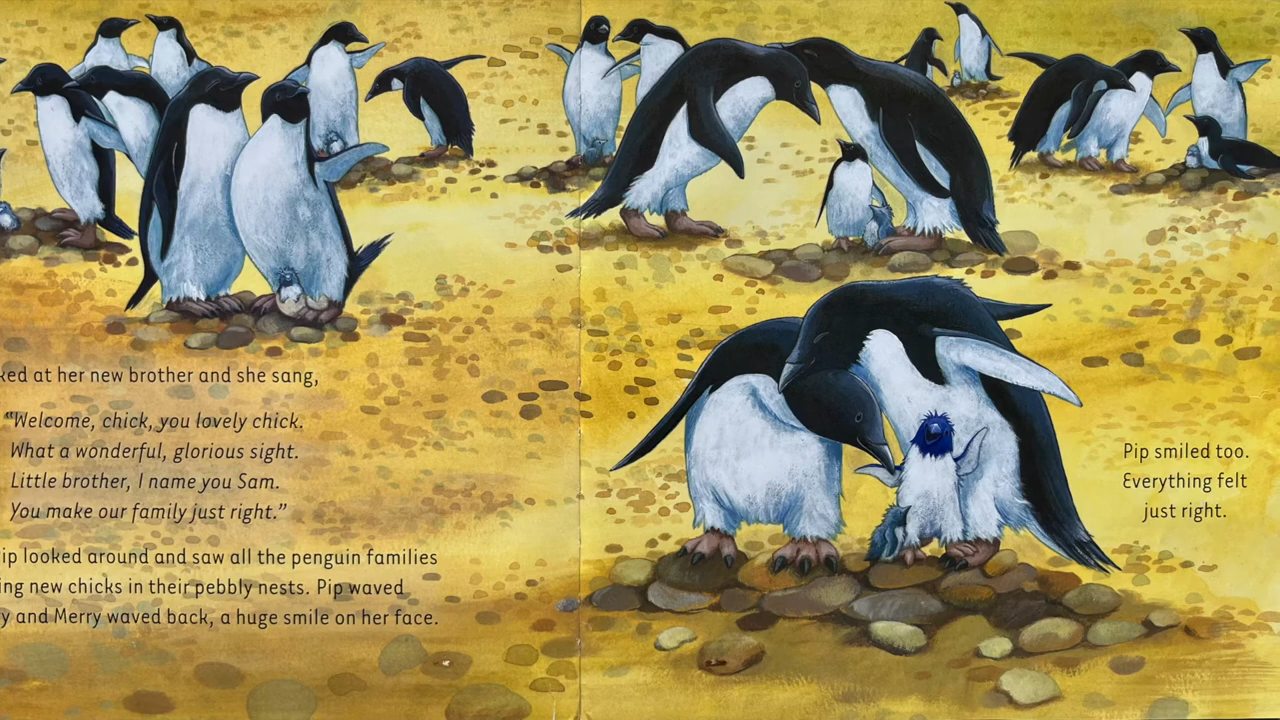 ked at her new brother and she sang,
"Welcome, chick, you lovely chick.
What a wonderful, glorious sight.
Little brother, I name you Sam.
You make our family just right."
ip looked around and saw all the penguin families
ing new chicks in their pebbly nests. Pip waved
y and Merry waved back, a huge smile on her face.
Pip smiled too.
Everything felt
just right.